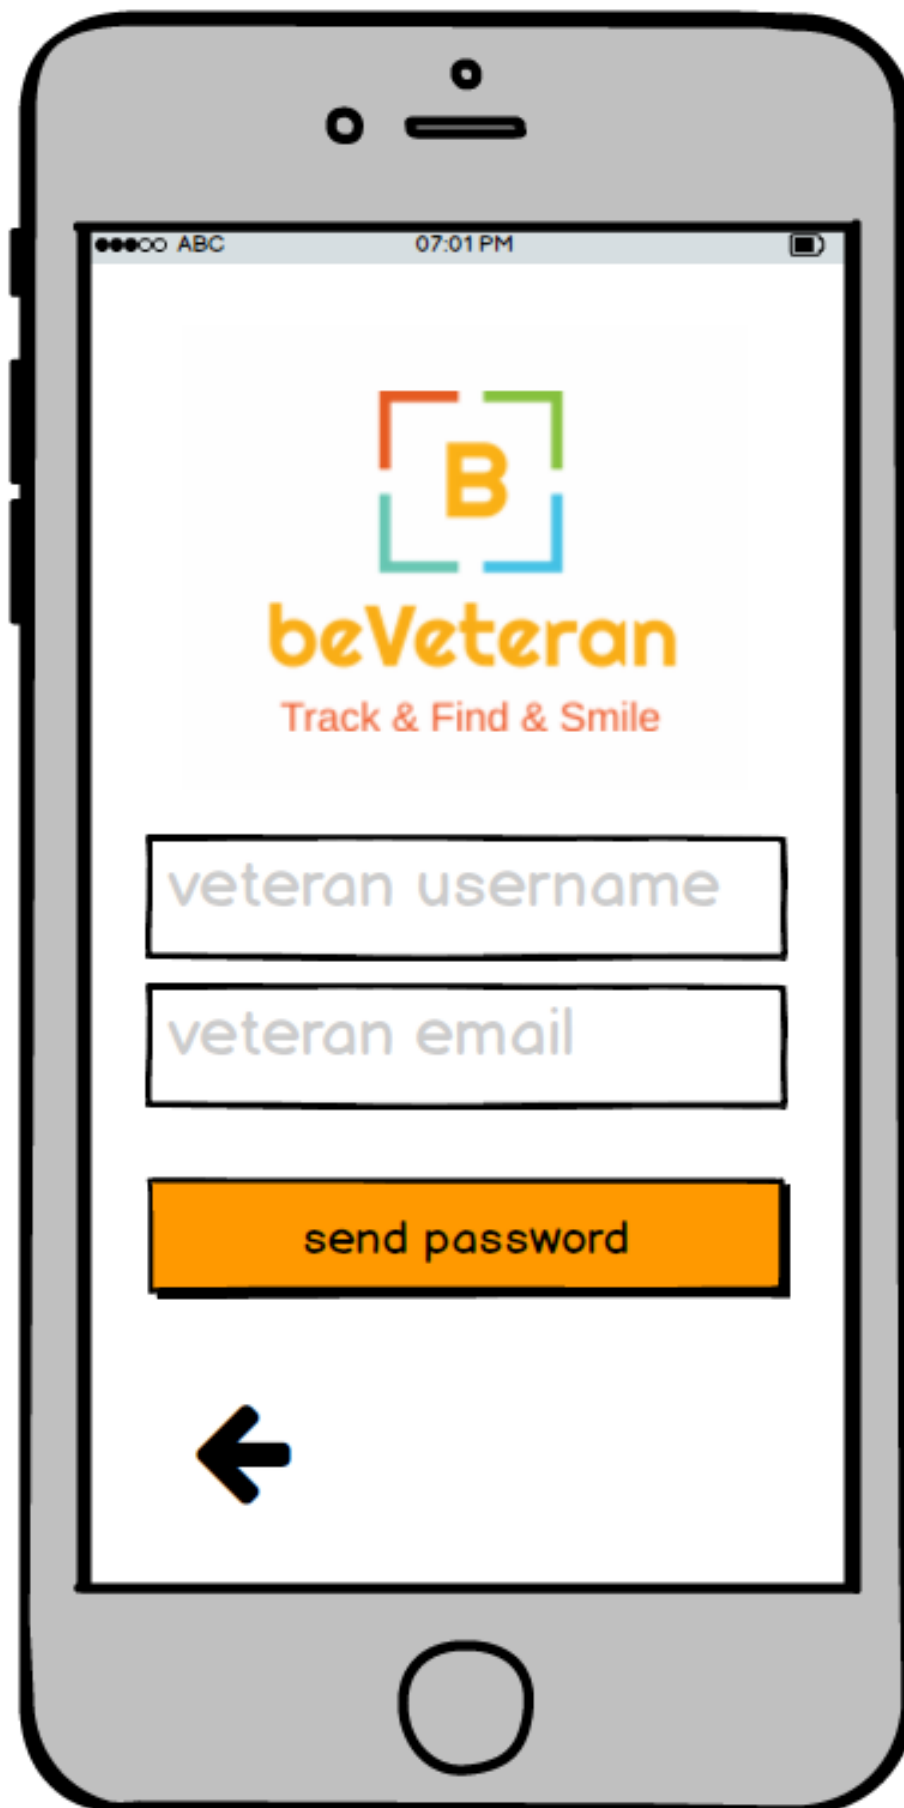 ABC 07:01 PM
B
beVeteran
Track & Find & Smile
veteran username
veteran email
send password